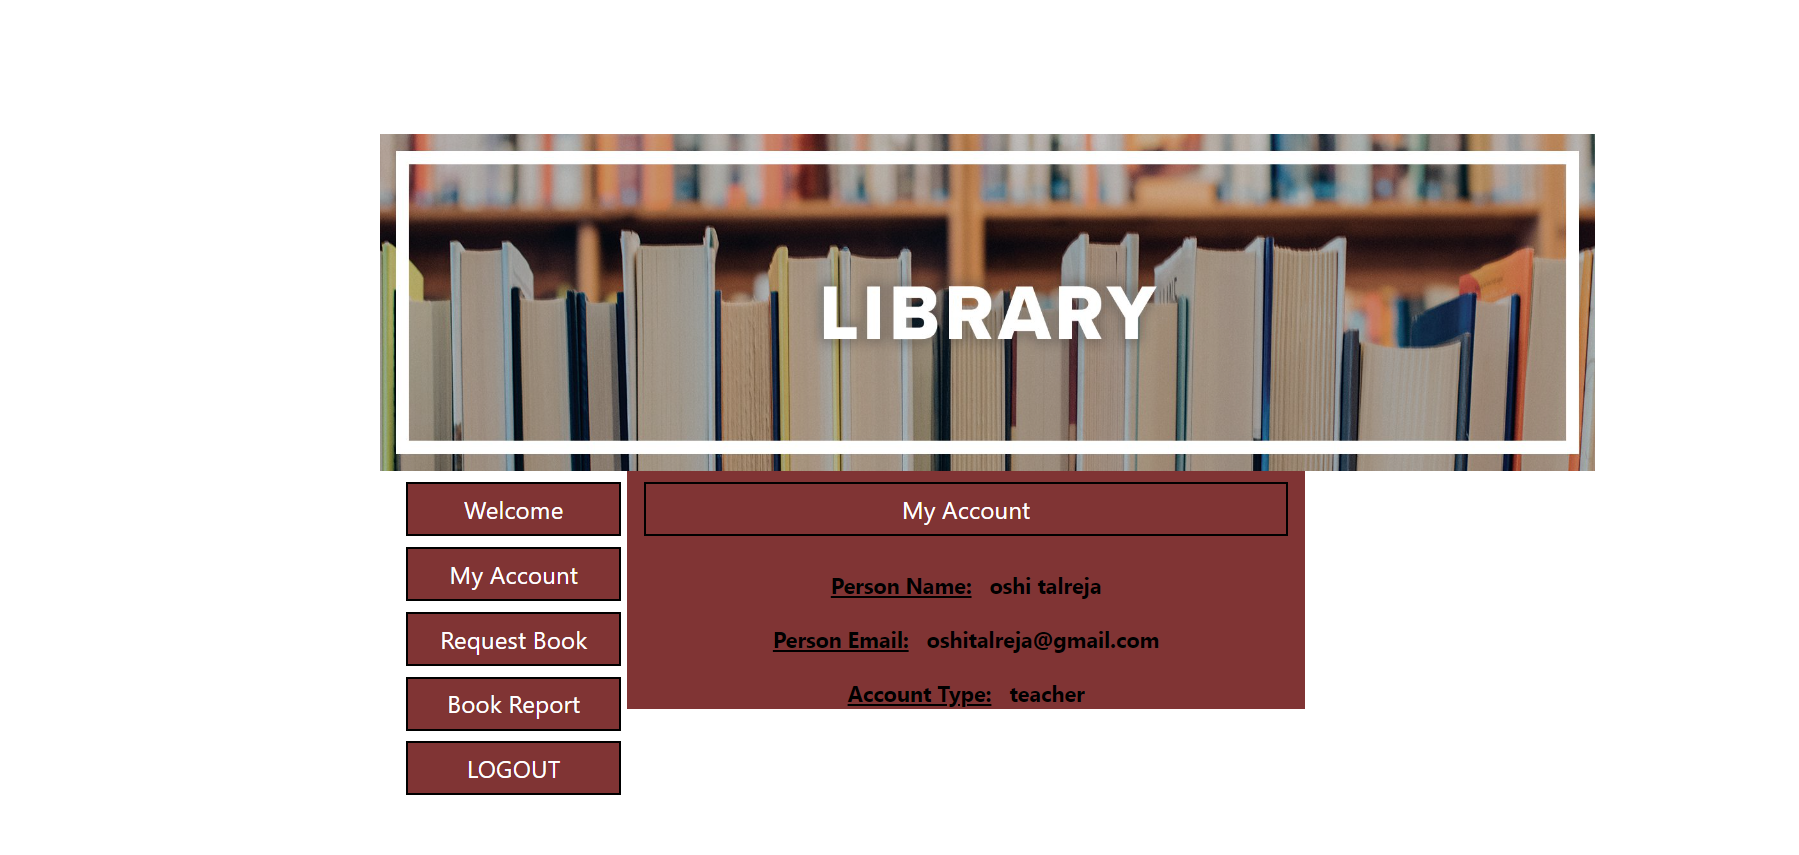 LIBRARY
Welcome
My Account
Request Book
Book Report
LOGOUT
My Account
Person Name: oshi talreja
Person Email: oshitalreja@gmail.com
Account Type: teacher